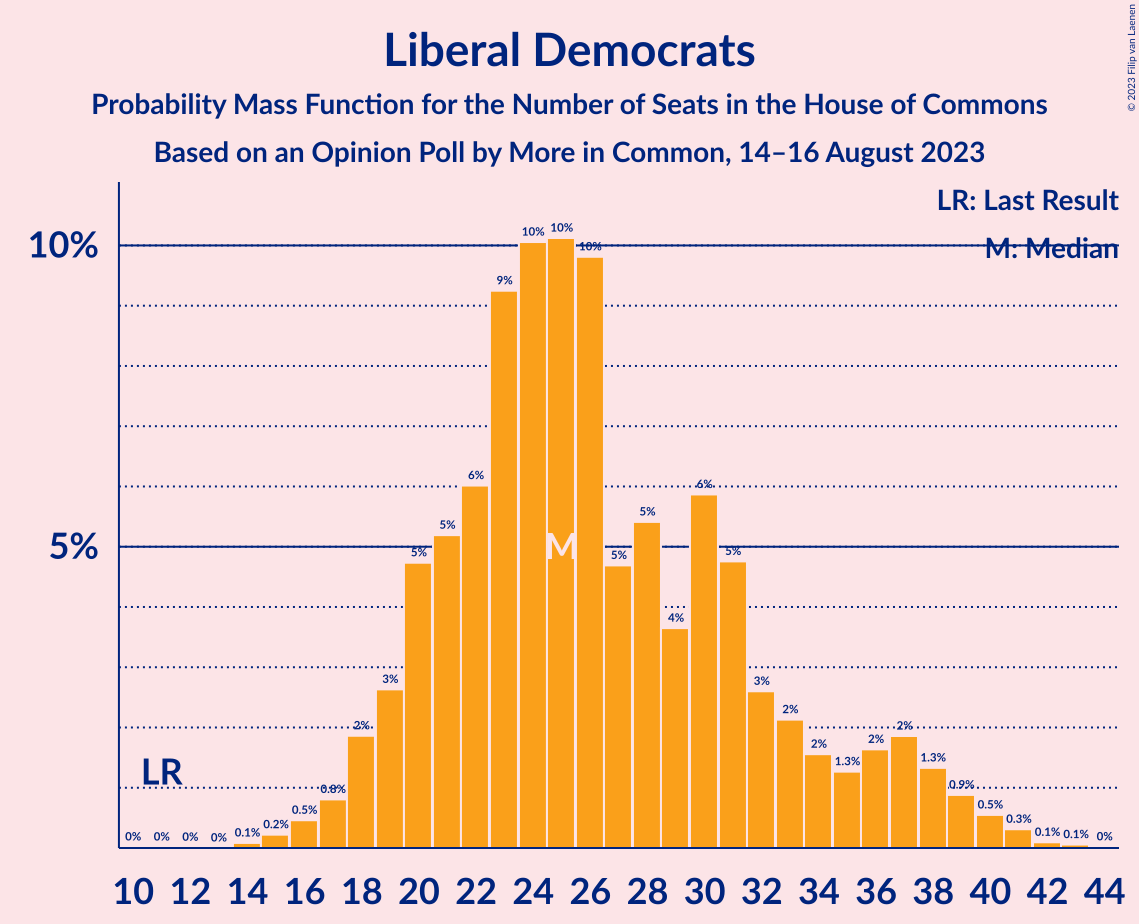 Liberal Democrats
Probability Mass Function for the Number of Seats in the House of Commons
Based on an Opinion Poll by More in Common, 14–16 August 2023
© 2023 Filip van Laenen
LR: Last Result
M: Median
10%
5%
0% 0% 0% 0% 0.1% 0.2% 0.5% 0.8% 2% 3% 5% 5% 6% 9% 10% 10% 10% 5% 5% 4% 6% 5% 3% 2% 2% 1.3% 2% 2% 1.3% 0.9% 0.5% 0.3% 0.1% 0.1% 0%
M
LR
10 12 14 16 18 20 22 24 26 28 30 32 34 36 38 40 42 44